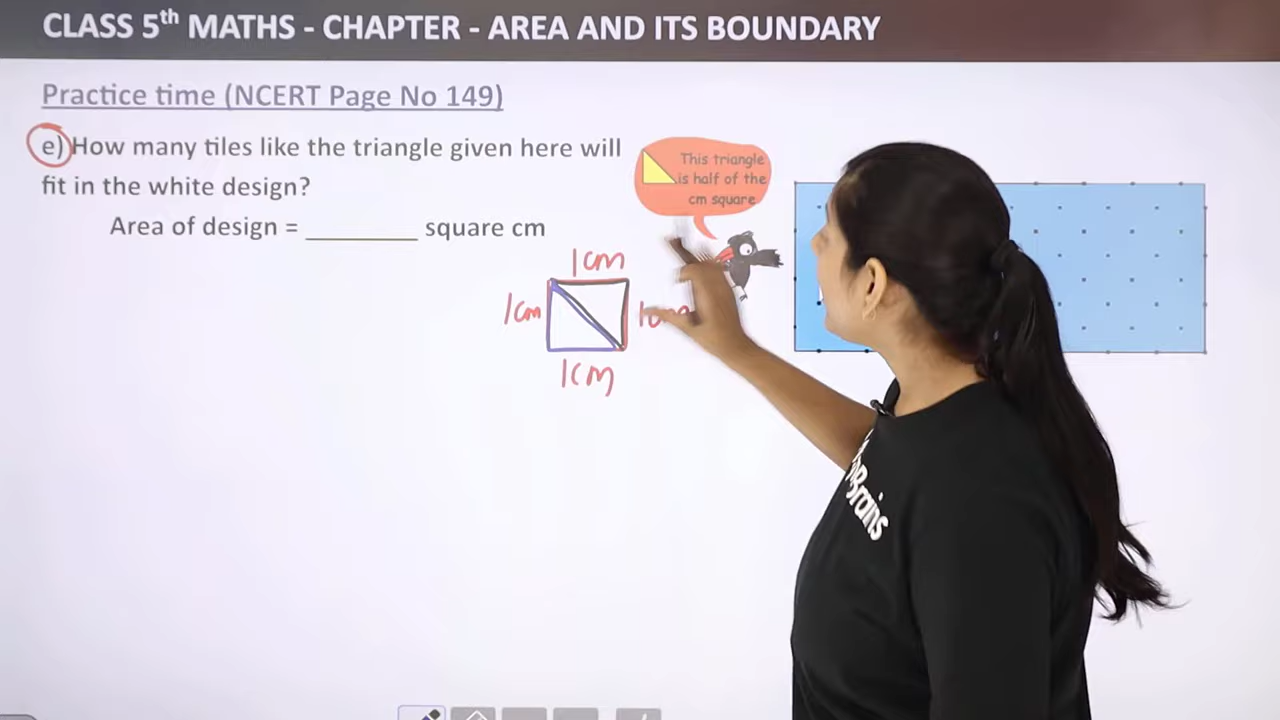 CLASS 5th MATHS - CHAPTER - AREA AND ITS BOUNDARY
Practice time (NCERT Page No 149)
e) How many tiles like the triangle given here will
fit in the white design?
Area of design = ________ square cm
This triangle
is half of the
cm square
1cm
1cm
1cm
Brains